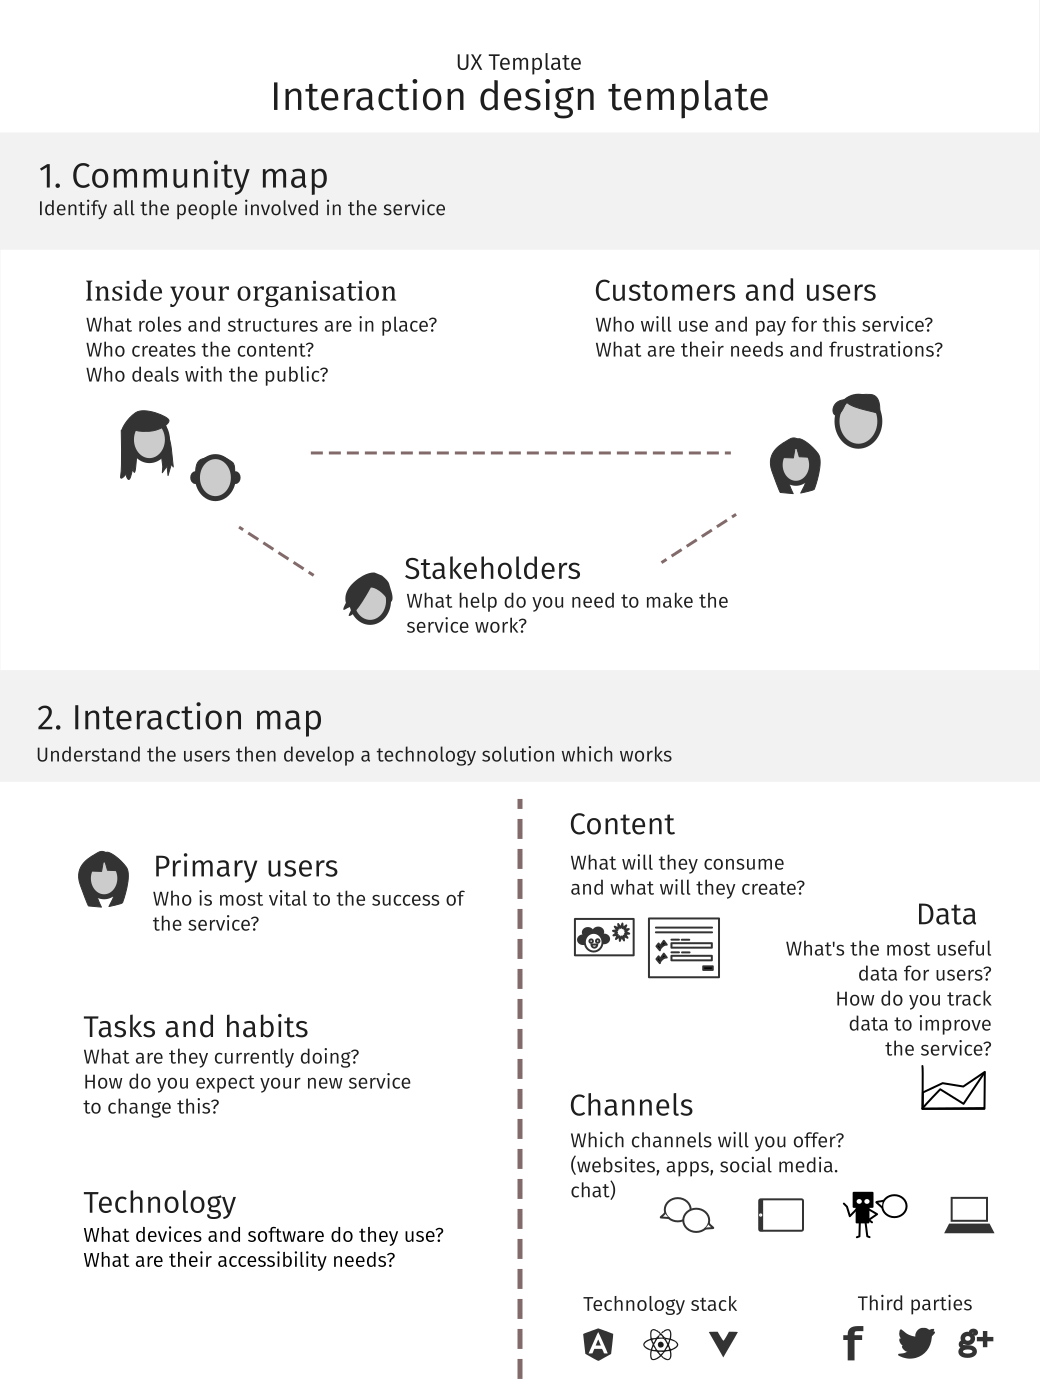 UX Template
Interaction design template
1. Community map
Identify all the people involved in the service
Inside your organisation
What roles and structures are in place?
Who creates the content?
Who deals with the public?
Customers and users
Who will use and pay for this service?
What are their needs and frustrations?
Stakeholders
What help do you need to make the
service work?
2. Interaction map
Understand the users then develop a technology solution which works
Primary users
Who is most vital to the success of
the service?
Tasks and habits
What are they currently doing?
How do you expect your new service
to change this?
Technology
What devices and software do they use?
What are their accessibility needs?
Content
What will they consume
and what will they create?
Data
What's the most useful
data for users?
How do you track
data to improve
the service?
Channels
Which channels will you offer?
(websites, apps, social media.
chat)
Technology stack
A
Third parties
f
g+